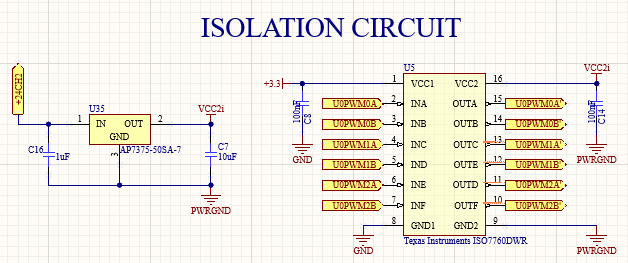 ISOLATION CIRCUIT
+24CH2
U35
1 IN OUT 2
GND
3
AP7375-50SA-7
VCC2i
C16
1uF
C7
10uF
PWRGND
U5
+3.3
100nF
C8
GND
1 VCC1 VCC2 16
U0PWM0A 2 INA OUTA 15 U0PWM0A'
U0PWM0B 3 INB OUTB 14 U0PWM0B'
U0PWM1A 4 INC OUTC 13 U0PWM1A'
U0PWM1B 5 IND OUTE 12 U0PWM1B'
U0PWM2A 6 INE OUTD 11 U0PWM2A'
U0PWM2B 7 INF OUTF 10 U0PWM2B'
8 GND1 GND2 9
GND
Texas Instruments ISO7760DWR
VCC2i
100nF
C14
PWRGND
PWRGND